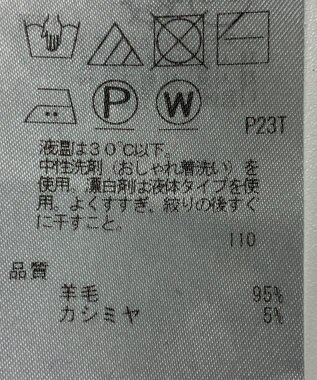 P W
P23T
液温は30℃以下。
中性洗剤（おしゃれ着洗い）を
使用。漂白剤は液体タイプを使
用。よくすすぎ、絞りの後すぐ
に干すこと。
110
品質
羊毛 95%
カシミヤ 5%